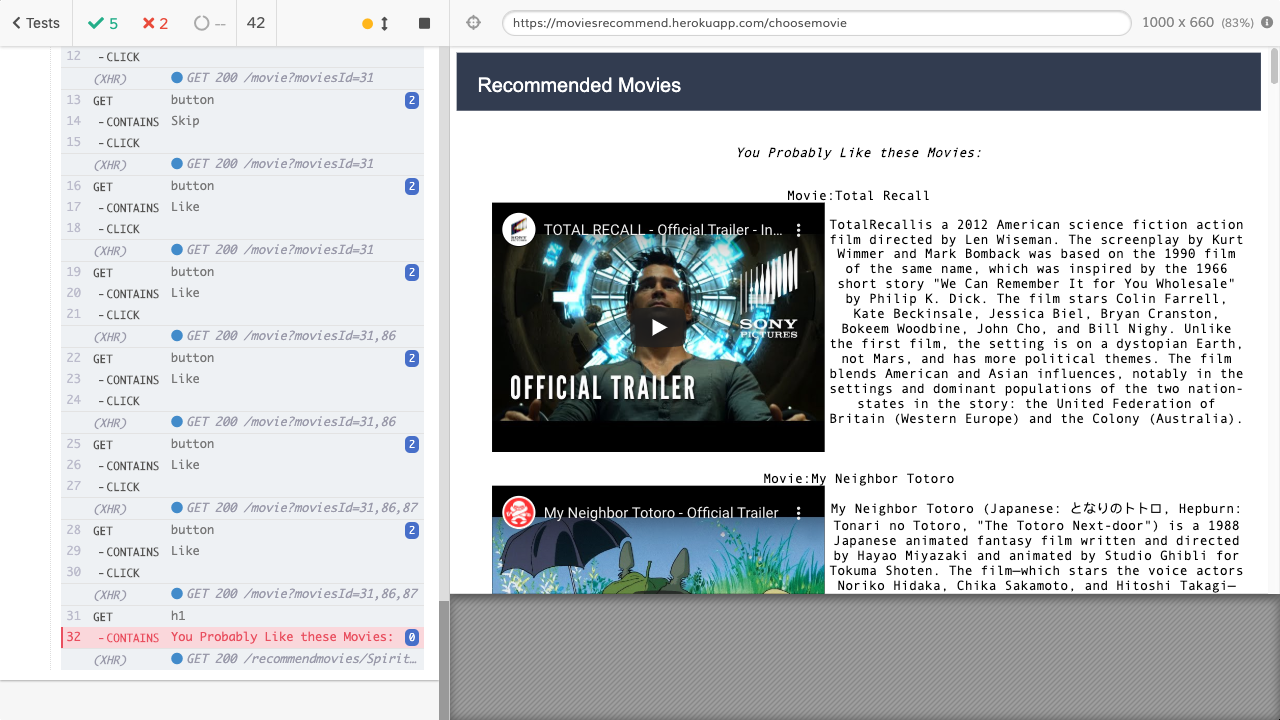 Tests
5
2
--
42
https://moviesrecommend.herokuapp.com/choosemovie
1000 x 660 (83%)
12 -CLICK
(XHR) GET 200 /movie?moviesId=31
13 GET button 2
14 -CONTAINS Skip
15 -CLICK
(XHR) GET 200 /movie?moviesId=31
16 GET button 2
17 -CONTAINS Like
18 -CLICK
(XHR) GET 200 /movie?moviesId=31
19 GET button 2
20 -CONTAINS Like
21 -CLICK
(XHR) GET 200 /movie?moviesId=31,86
22 GET button 2
23 -CONTAINS Like
24 -CLICK
(XHR) GET 200 /movie?moviesId=31,86
25 GET button 2
26 -CONTAINS Like
27 -CLICK
(XHR) GET 200 /movie?moviesId=31,86,87
28 GET button 2
29 -CONTAINS Like
30 -CLICK
(XHR) GET 200 /movie?moviesId=31,86,87
31 GET h1
32 -CONTAINS You Probably Like these Movies: 0
(XHR) GET 200 /recommendmovies/Spirit…
Recommended Movies
You Probably Like these Movies:
Movie:Total Recall
TOTAL RECALL - Official Trailer - In...
SONY
PICTURES
OFFICIAL TRAILER
TotalRecallis a 2012 American science fiction action
film directed by Len Wiseman. The screenplay by Kurt
Wimmer and Mark Bomback was based on the 1990 film
of the same name, which was inspired by the 1966
short story "We Can Remember It for You Wholesale"
by Philip K. Dick. The film stars Colin Farrell,
Kate Beckinsale, Jessica Biel, Bryan Cranston,
Bokeem Woodbine, John Cho, and Bill Nighy. Unlike
the first film, the setting is on a dystopian Earth,
not Mars, and has more political themes. The film
blends American and Asian influences, notably in the
settings and dominant populations of the two nation-
states in the story: the United Federation of
Britain (Western Europe) and the Colony (Australia).
Movie:My Neighbor Totoro
My Neighbor Totoro - Official Trailer
My Neighbor Totoro (Japanese: となりのトトロ, Hepburn:
Tonari no Totoro, "The Totoro Next-door") is a 1988
Japanese animated fantasy film written and directed
by Hayao Miyazaki and animated by Studio Ghibli for
Tokuma Shoten. The film—which stars the voice actors
Noriko Hidaka, Chika Sakamoto, and Hitoshi Takagi—